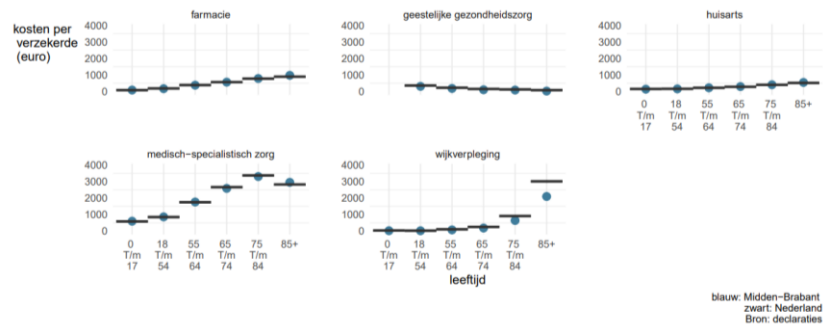 farmacie
geestelijke gezondheidszorg
huisarts
kosten per
verzekerde
(euro)
4000
3000
2000
1000
0
4000
3000
2000
1000
0
4000
3000
2000
1000
0
0 18 55 65 75 85+
T/m T/m T/m T/m T/m
17 54 64 74 84
medisch−specialistisch zorg
wijkverpleging
4000
3000
2000
1000
0
4000
3000
2000
1000
0
0 18 55 65 75 85+
T/m T/m T/m T/m T/m
17 54 64 74 84
0 18 55 65 75 85+
T/m T/m T/m T/m T/m
17 54 64 74 84
leeftijd
blauw: Midden−Brabant
zwart: Nederland
Bron: declaraties